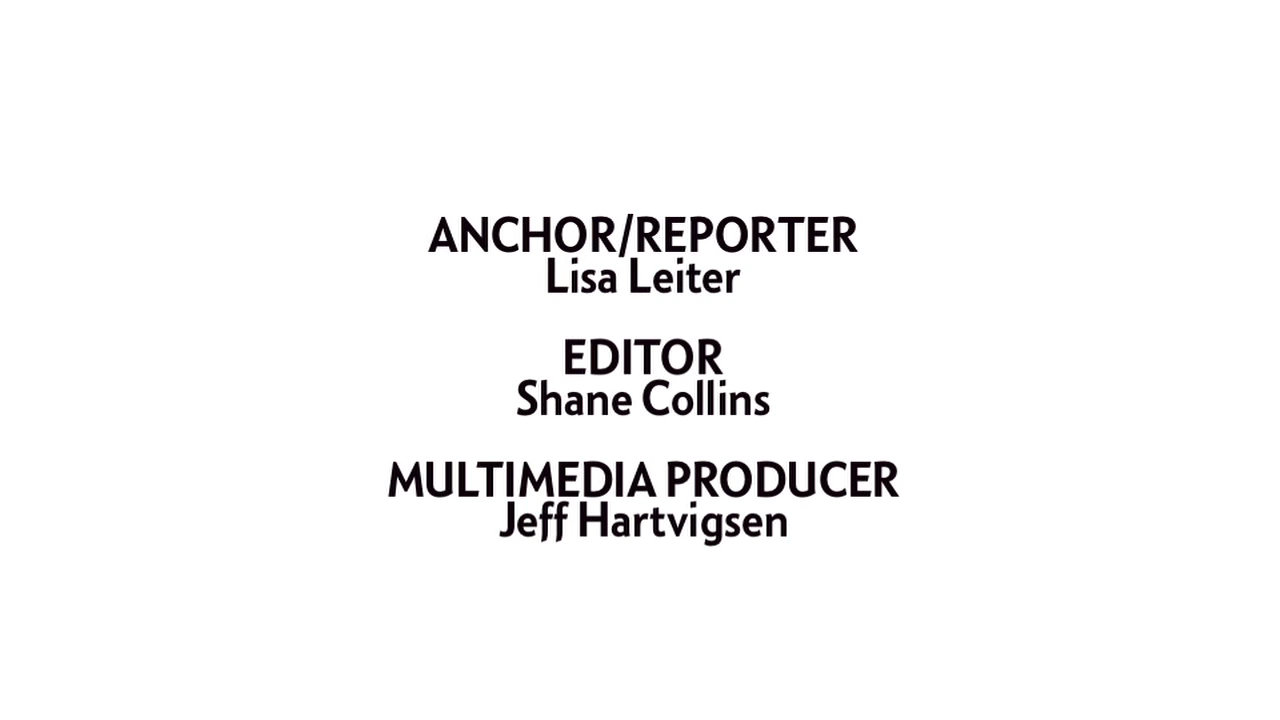 ANCHOR/REPORTER
Lisa Leiter
EDITOR
Shane Collins
MULTIMEDIA PRODUCER
Jeff Hartvigsen